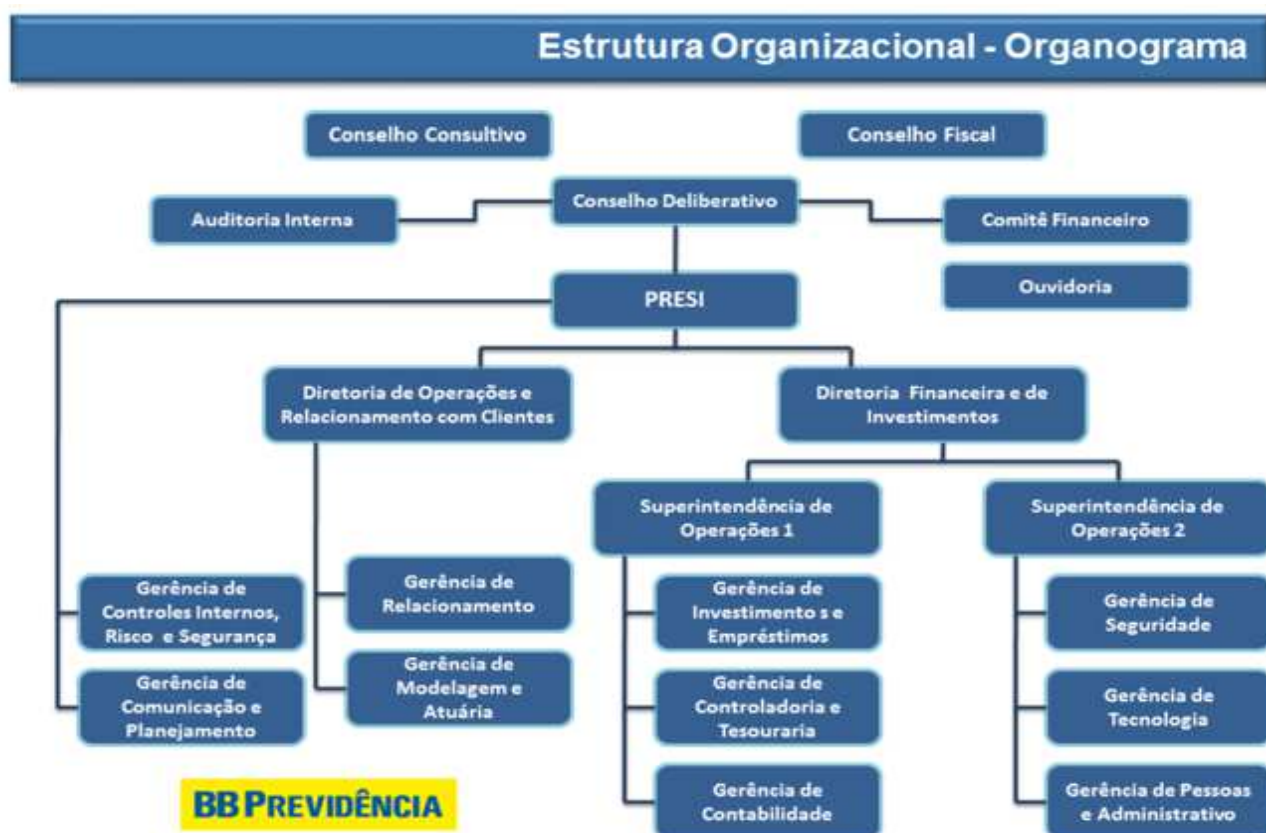 Estrutura Organizacional - Organograma
Conselho Consultivo
Conselho Fiscal
Conselho Deliberativo
Auditoria Interna
Comitê Financeiro
Ouvidoria
PRESI
Diretoria de Operações e
Relacionamento com Clientes
Diretoria Financeira e de
Investimentos
Superintendência de
Operações 1
Superintendência de
Operações 2
Gerência de
Controles Internos,
Risco e Segurança
Gerência de
Comunicação e
Planejamento
Gerência de
Relacionamento
Gerência de
Modelagem e
Atuária
Gerência de
Investimento s e
Empréstimos
Gerência de
Controladoria e
Tesouraria
Gerência de
Contabilidade
Gerência de
Seguridade
Gerência de
Tecnologia
Gerência de Pessoas
e Administrativo
BB PREVIDÊNCIA